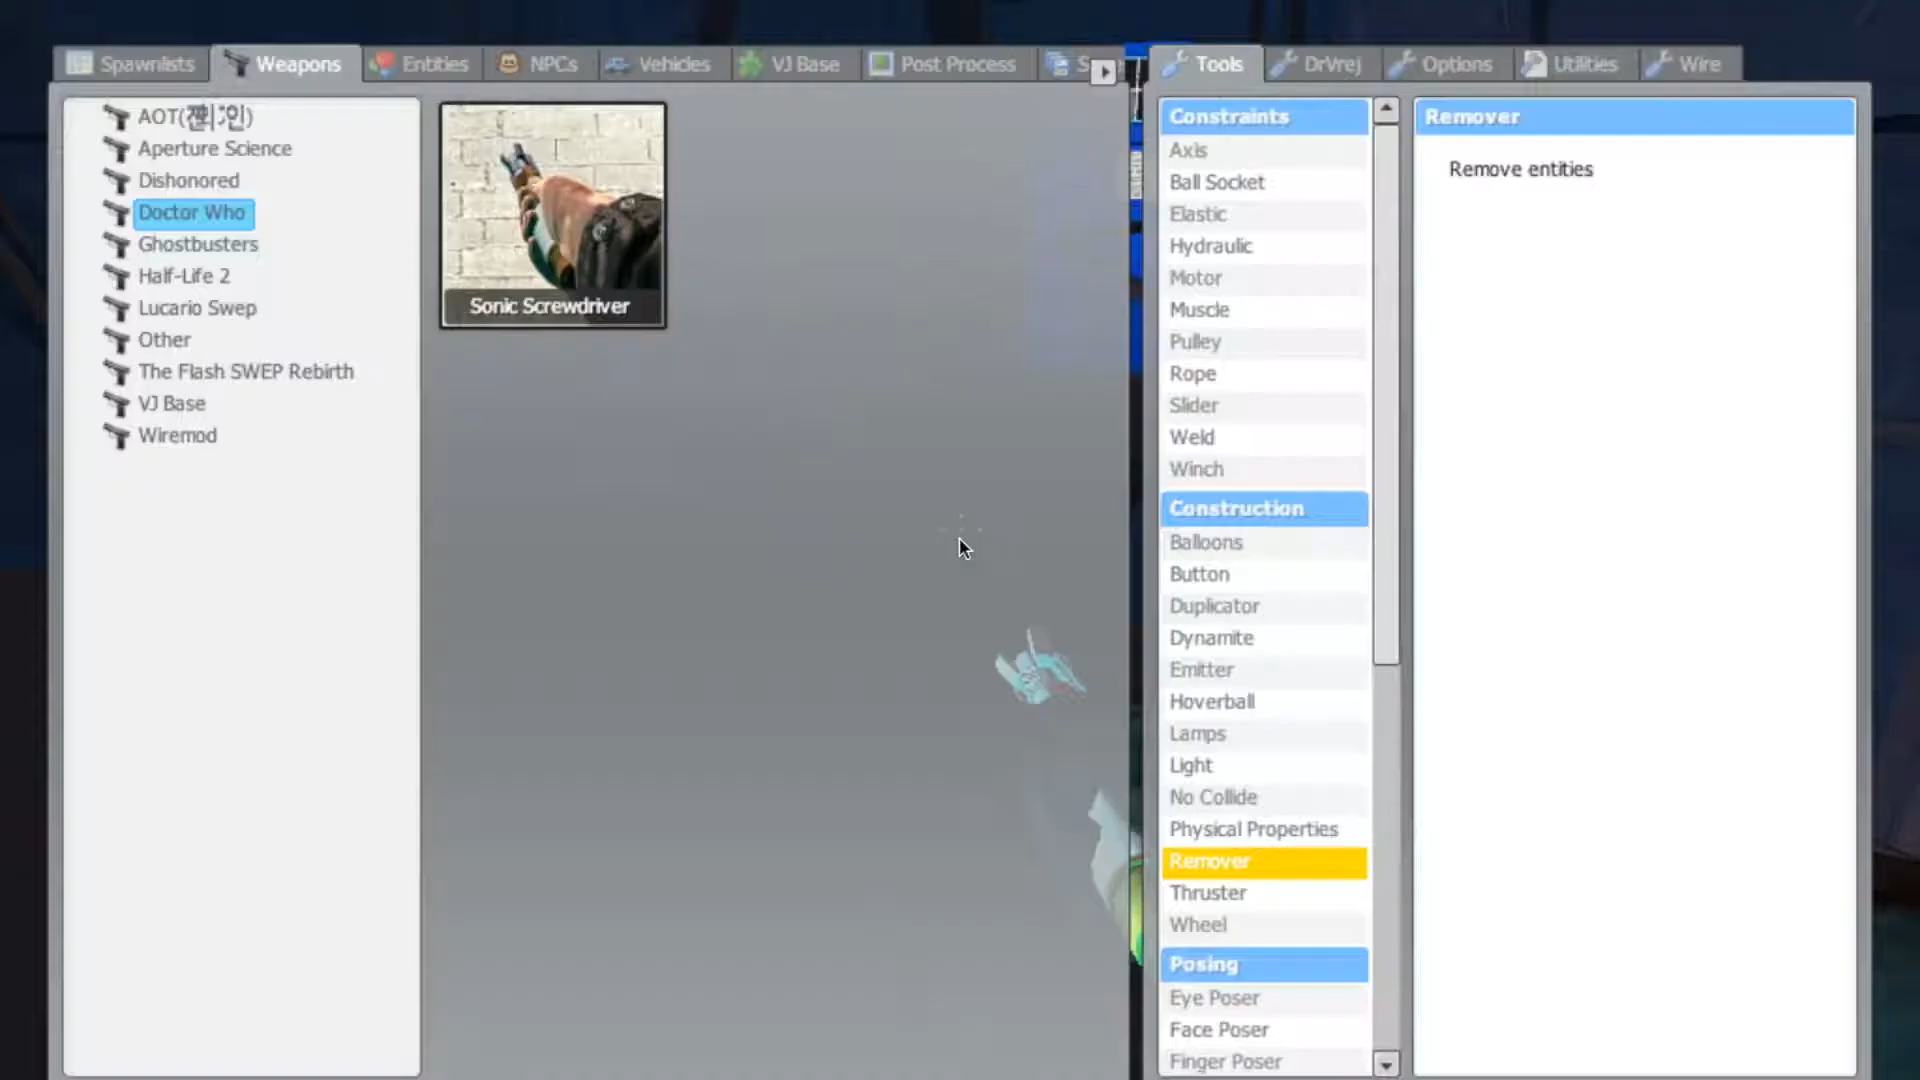 Spawnlists
Weapons
Entities
NPCs
Vehicles
VJ Base
Post Process
S
Tools
DrVrej
Options
Utilities
Wire
AOT(
Aperture Science
Dishonored
Doctor Who
Ghostbusters
Half-Life 2
Lucario Swep
Other
The Flash SWEP Rebirth
VJ Base
Wiremod
Sonic Screwdriver
Constraints
Axis
Ball Socket
Elastic
Hydraulic
Motor
Muscle
Pulley
Rope
Slider
Weld
Winch
Construction
Balloons
Button
Duplicator
Dynamite
Emitter
Hoverball
Lamps
Light
No Collide
Physical Properties
Remover
Thruster
Wheel
Posing
Eye Poser
Face Poser
Finger Poser
Remover
Remove entities